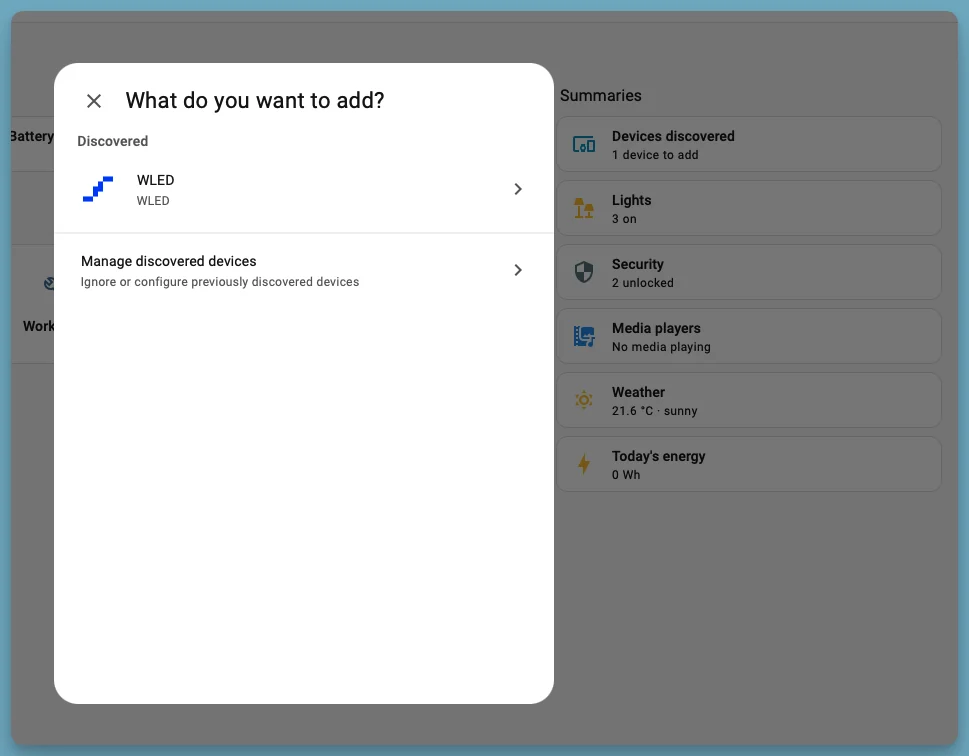 What do you want to add?
Discovered
WLED
WLED
Manage discovered devices
Ignore or configure previously discovered devices
Battery
Work
Summaries
Devices discovered
1 device to add
Lights
3 on
Security
2 unlocked
Media players
No media playing
Weather
21.6 °C · sunny
Today's energy
0 Wh